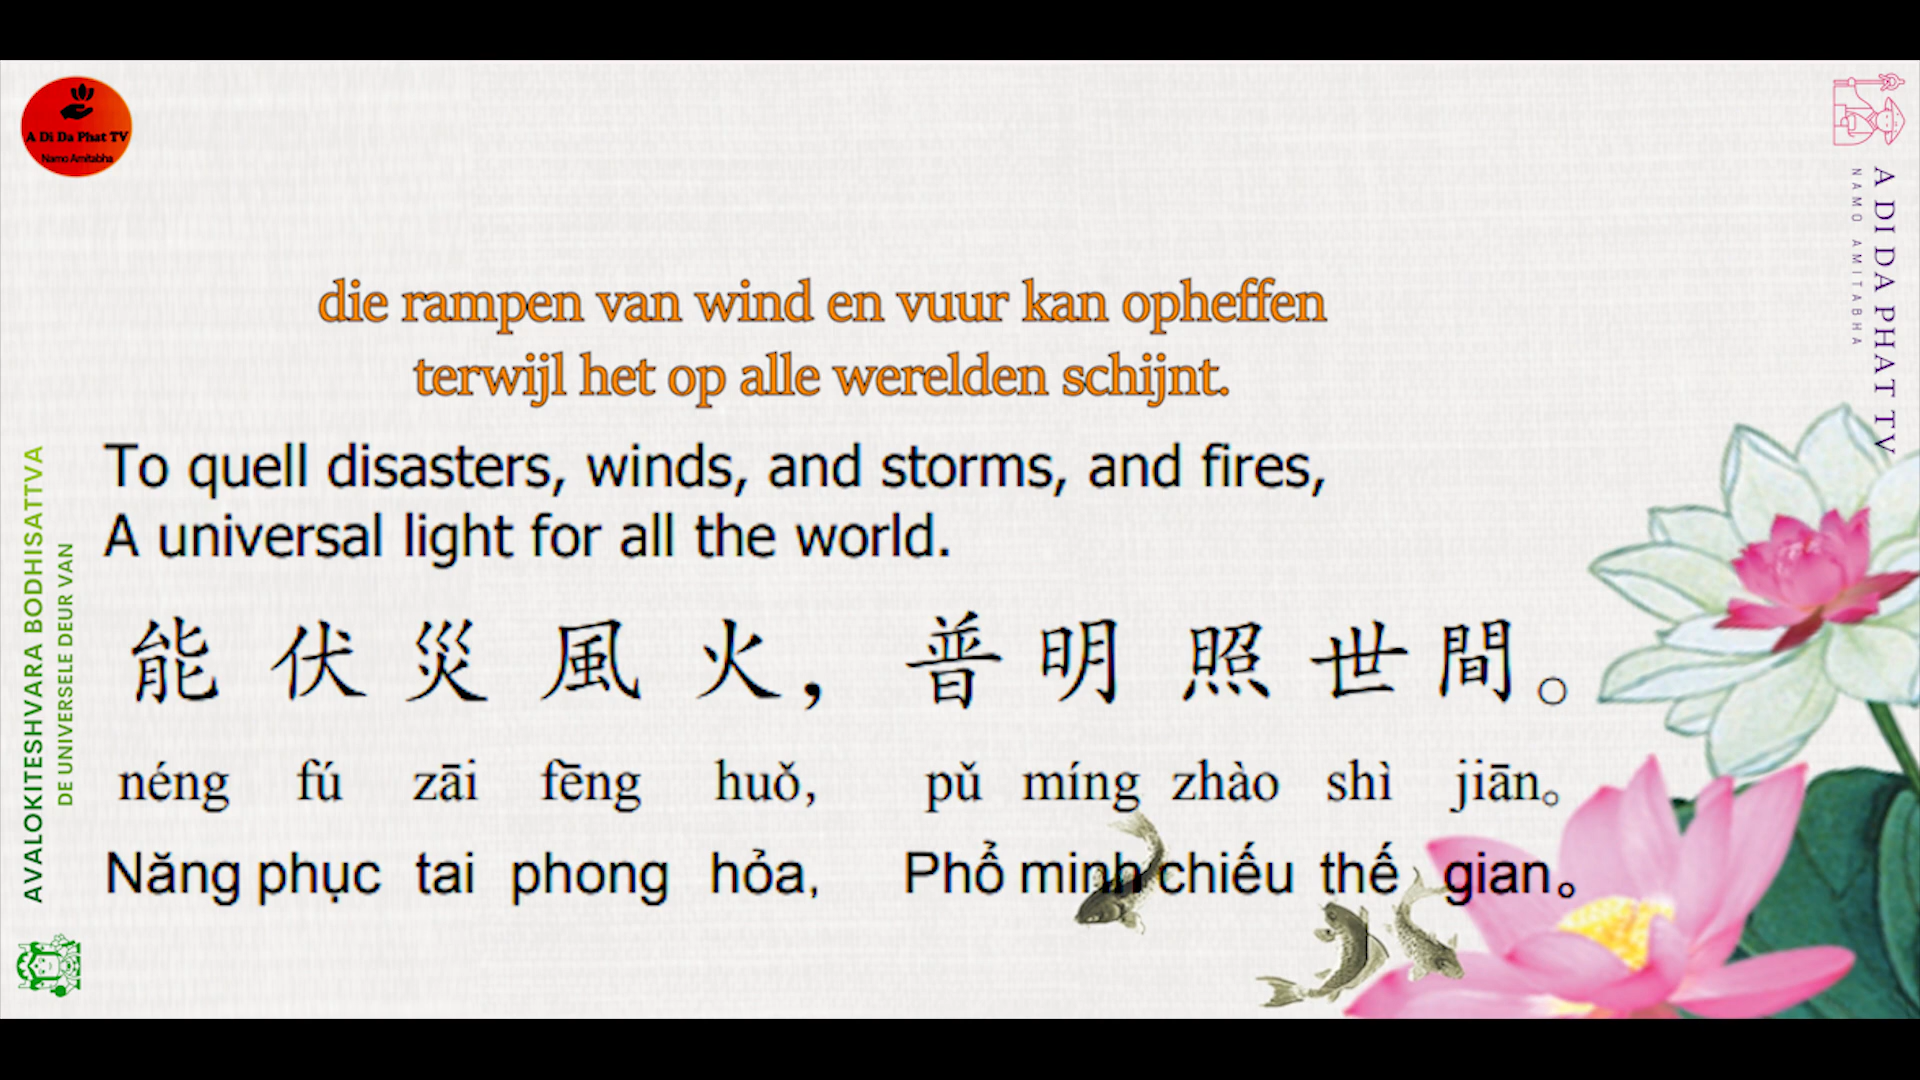 A Di Da Phat TV
Namo Amitabha
A DI DA PHAT TV
NAMO AMITABHA
die rampen van wind en vuur kan opheffen
terwijl het op alle werelden schijnt.
To quell disasters, winds, and storms, and fires,
A universal light for all the world.
能 伏 災 風 火，普 明 照 世 間。
néng fú zāi fēng huǒ, pǔ míng zhào shì jiān。
Năng phục tai phong hỏa, Phổ minh chiếu thế gian。
AVALOKITESHVARA BODHISATTVA
DE UNIVERSELE DEUR VAN